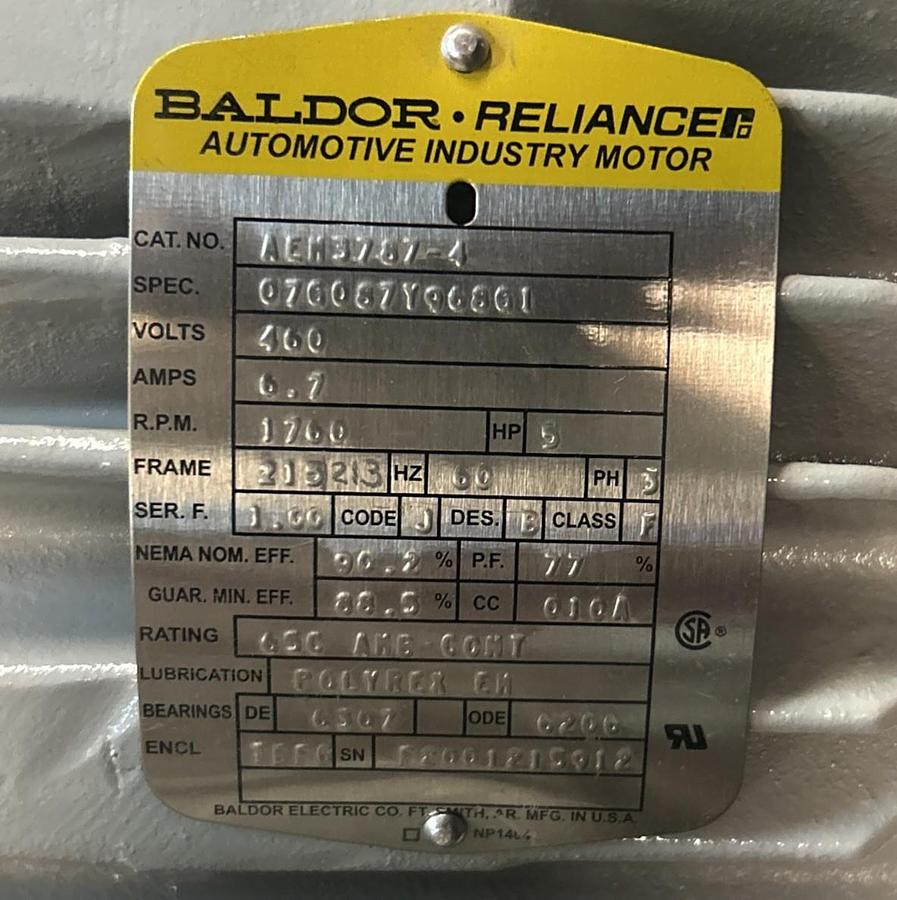 BALDOR • RELIANCE
AUTOMOTIVE INDUSTRY MOTOR
CAT. NO. AEM3787-4
SPEC. 07G087Y968G1
VOLTS 460
AMPS 6.7
R.P.M. 1760 HP 5
FRAME HZ 60 PH 3
SER. F. 1.00 CODE J DES. B CLASS F
NEMA NOM. EFF. 90.2 % P.F. 77 %
GUAR. MIN. EFF. 88.5 % CC 010A
RATING 65C AMB-CONT
LUBRICATION POLYREX EM
BEARINGS DE 6307 ODE 6206
ENCL SN F2001215912
BALDOR ELECTRIC CO. FT. SMITH, AR. MFG. IN U.S.A.